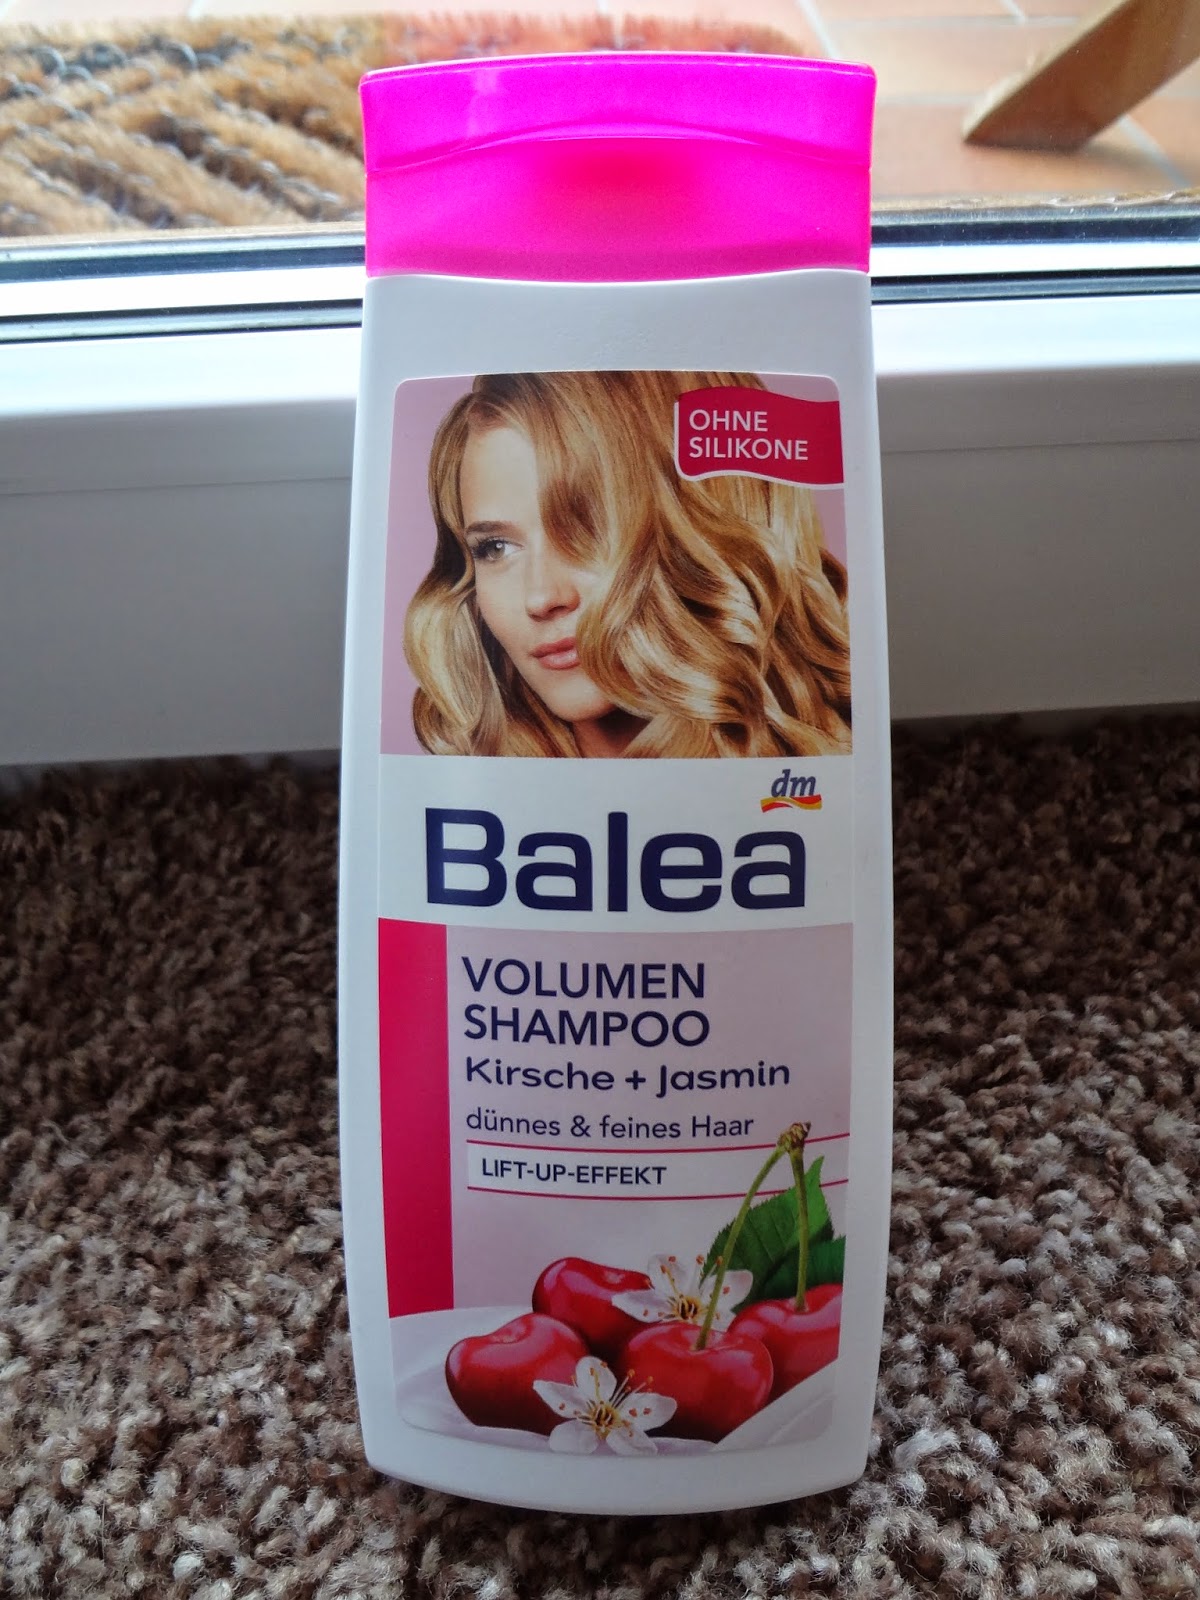 OHNE
SILIKONE
dm
Balea
VOLUMEN
SHAMPOO
Kirsche + Jasmin
dünnes & feines Haar
LIFT-UP-EFFEKT